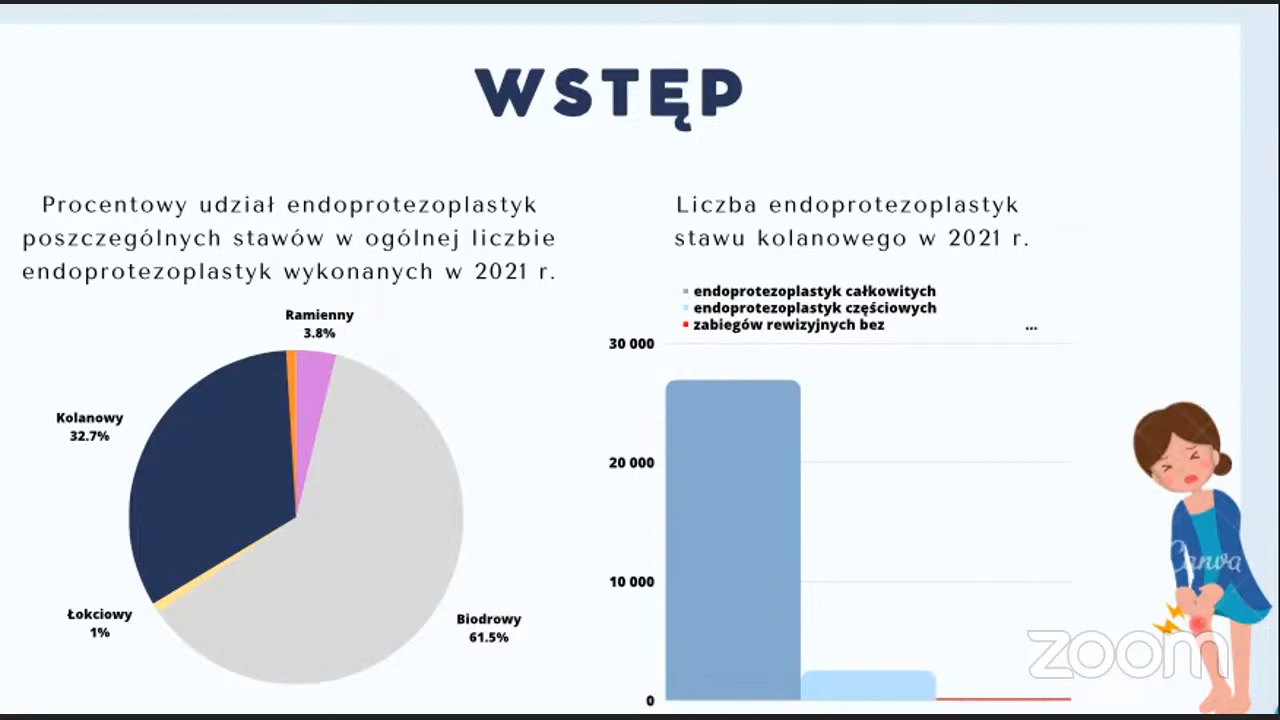 WSTĘP
Procentowy udział endoprotezoplastyk
poszczególnych stawów w ogólnej liczbie
endoprotezoplastyk wykonanych w 2021 r.
Ramienny
3.8%
Kolanowy
32.7%
Łokciowy
1%
Biodrowy
61.5%
Liczba endoprotezoplastyk
stawu kolanowego w 2021 r.
endoprotezoplastyk całkowitych
endoprotezoplastyk częściowych
zabiegów rewizyjnych bez ...
30 000
20 000
10 000
0
Canva
zoom